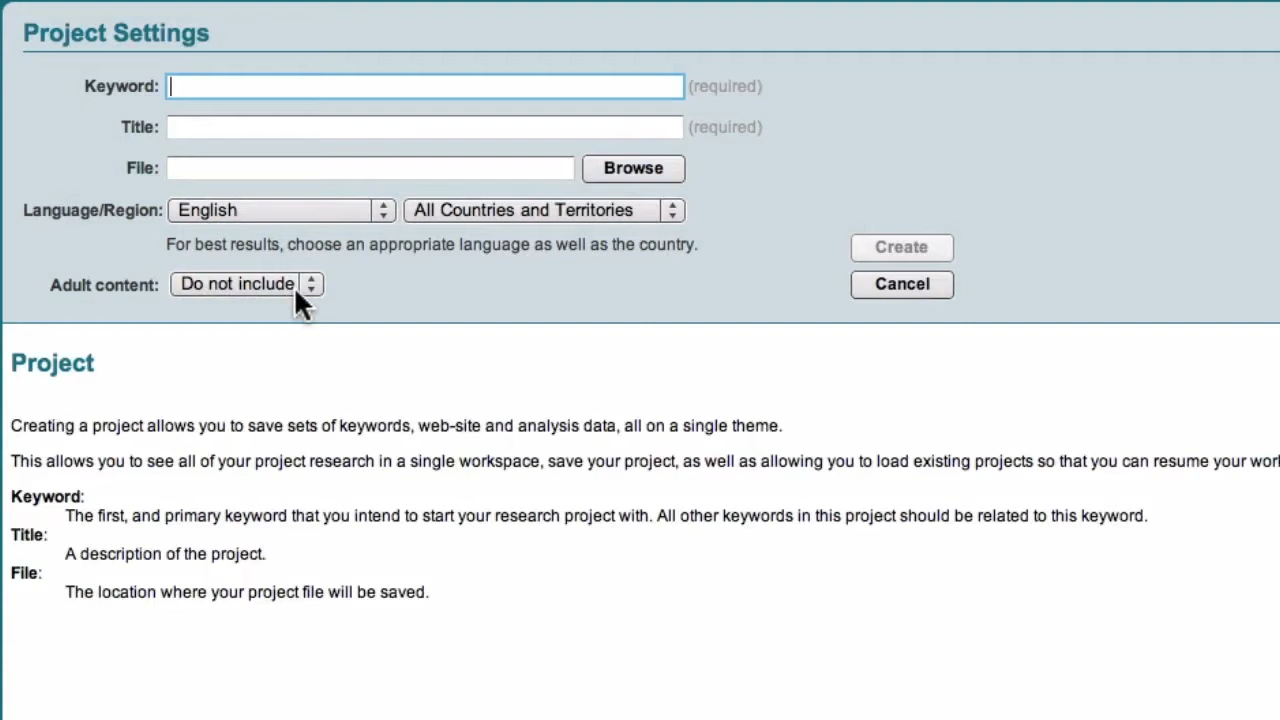 Project Settings
Keyword: (required)
Title: (required)
File: Browse
Language/Region: English All Countries and Territories
For best results, choose an appropriate language as well as the country.
Create
Adult content: Do not include Cancel
Project
Creating a project allows you to save sets of keywords, web-site and analysis data, all on a single theme.
This allows you to see all of your project research in a single workspace, save your project, as well as allowing you to load existing projects so that you can resume your
Keyword:
The first, and primary keyword that you intend to start your research project with. All other keywords in this project should be related to this keyword.
Title:
A description of the project.
File:
The location where your project file will be saved.